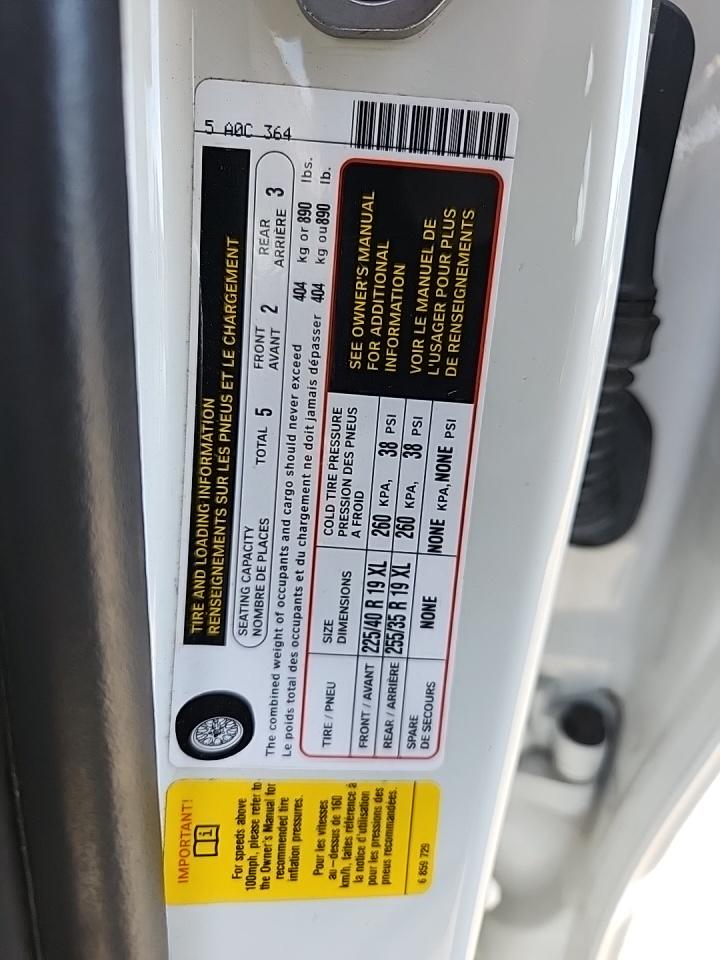 5 A0C 364
TIRE AND LOADING INFORMATION
RENSEIGNEMENTS SUR LES PNEUS ET LE CHARGEMENT
SEATING CAPACITY TOTAL 5 FRONT 2 REAR 3
NOMBRE DE PLACES AVANT ARRIÈRE
The combined weight of occupants and cargo should never exceed 404 kg or 890 lbs.
Le poids total des occupants et du chargement ne doit jamais dépasser 404 kg ou 890 lb.
TIRE / PNEU
SIZE
DIMENSIONS
COLD TIRE PRESSURE
PRESSION DES PNEUS
A FROID
FRONT / AVANT 225/40 R 19 XL 260 KPA, 38 PSI
REAR / ARRIÈRE 255/35 R 19 XL 260 KPA, 38 PSI
SPARE
DE SECOURS
NONE NONE KPA, NONE PSI
SEE OWNER'S MANUAL
FOR ADDITIONAL
INFORMATION
VOIR LE MANUEL DE
L'USAGER POUR PLUS
DE RENSEIGNEMENTS
IMPORTANT!
For speeds above
100mph, please refer to
the Owner's Manual for
recommended tire
inflation pressures.
Pour les vitesses
au – dessus de 160
km/h, faites référence à
la notice d'utilisation
pour les pressions des
pneus recommandées.
6 859 729